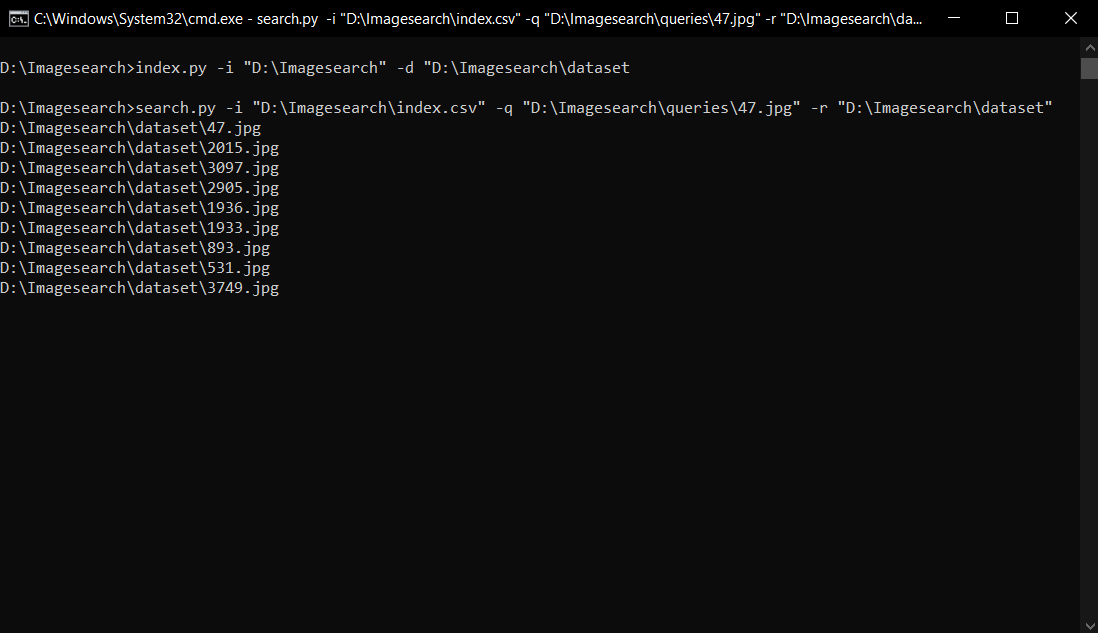 C:\Windows\System32\cmd.exe - search.py  -i "D:\Imagesearch\index.csv" -q "D:\Imagesearch\queries\47.jpg" -r "D:\Imagesearch\da...
D:\Imagesearch>index.py -i "D:\Imagesearch" -d "D:\Imagesearch\dataset
D:\Imagesearch>search.py -i "D:\Imagesearch\index.csv" -q "D:\Imagesearch\queries\47.jpg" -r "D:\Imagesearch\dataset"
D:\Imagesearch\dataset\47.jpg
D:\Imagesearch\dataset\2015.jpg
D:\Imagesearch\dataset\3097.jpg
D:\Imagesearch\dataset\2905.jpg
D:\Imagesearch\dataset\1936.jpg
D:\Imagesearch\dataset\1933.jpg
D:\Imagesearch\dataset\893.jpg
D:\Imagesearch\dataset\531.jpg
D:\Imagesearch\dataset\3749.jpg